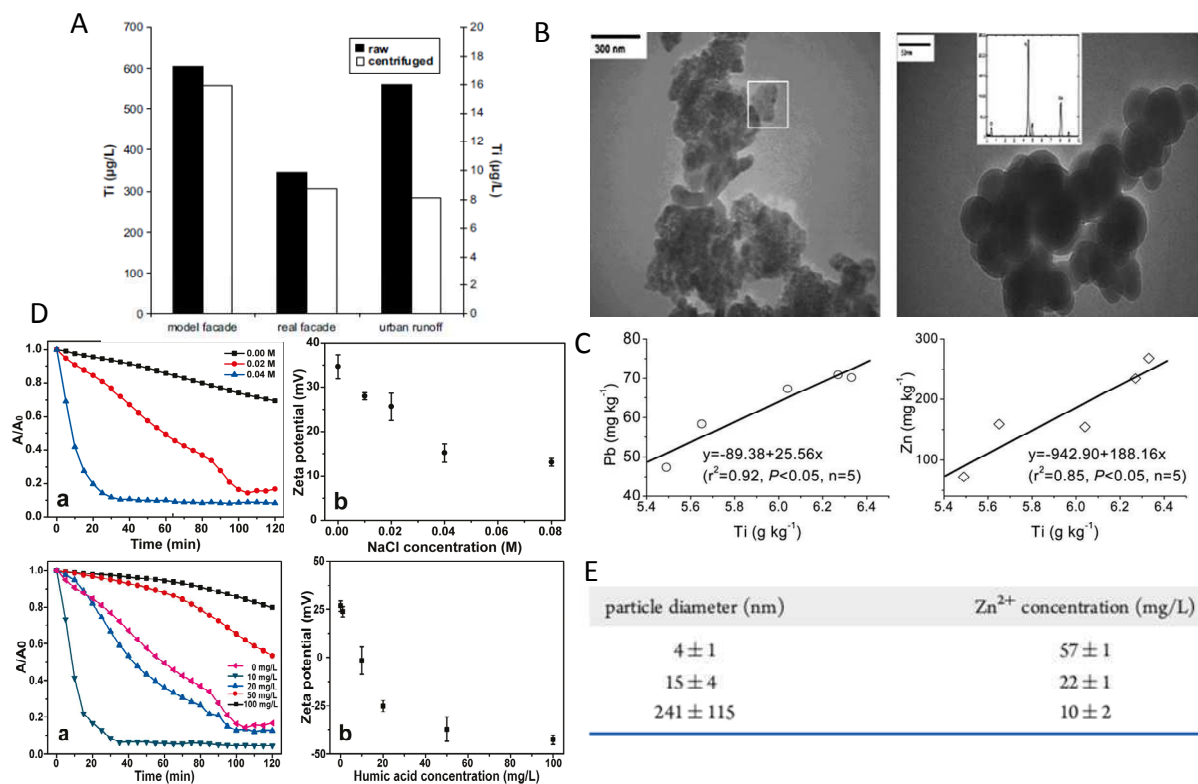 A
Ti (µg/L)
700
600
500
400
300
200
100
0
raw
centrifuged
20
18
16
14
12
10
8
6
4
2
0
Ti (µg/L)
model facade
real facade
urban runoff
B
300 nm
50nm
C
Pb (mg kg-1)
80
75
70
65
60
55
50
45
40
y=-89.38+25.56x
(r2=0.92, P<0.05, n=5)
5.4 5.6 5.8 6.0 6.2 6.4
Ti (g kg-1)
Zn (mg kg-1)
300
200
100
y=-942.90+188.16x
(r2=0.85, P<0.05, n=5)
5.4 5.6 5.8 6.0 6.2 6.4
Ti (g kg-1)
D
A/A0
1.0
0.8
0.6
0.4
0.2
0.0
0.00 M
0.02 M
0.04 M
a
0 20 40 60 80 100 120
Time (min)
Zeta potential (mV)
40
30
20
10
0
b
0.00 0.02 0.04 0.06 0.08
NaCl concentration (M)
A/A0
1.0
0.8
0.6
0.4
0.2
0.0
0 mg/L
10 mg/L
20 mg/L
50 mg/L
100 mg/L
a
0 20 40 60 80 100 120
Time (min)
Zeta potential (mV)
50
25
0
-25
-50
b
0 20 40 60 80 100
Humic acid concentration (mg/L)
E
particle diameter (nm) Zn2+ concentration (mg/L)
4 ± 1 57 ± 1
15 ± 4 22 ± 1
241 ± 115 10 ± 2